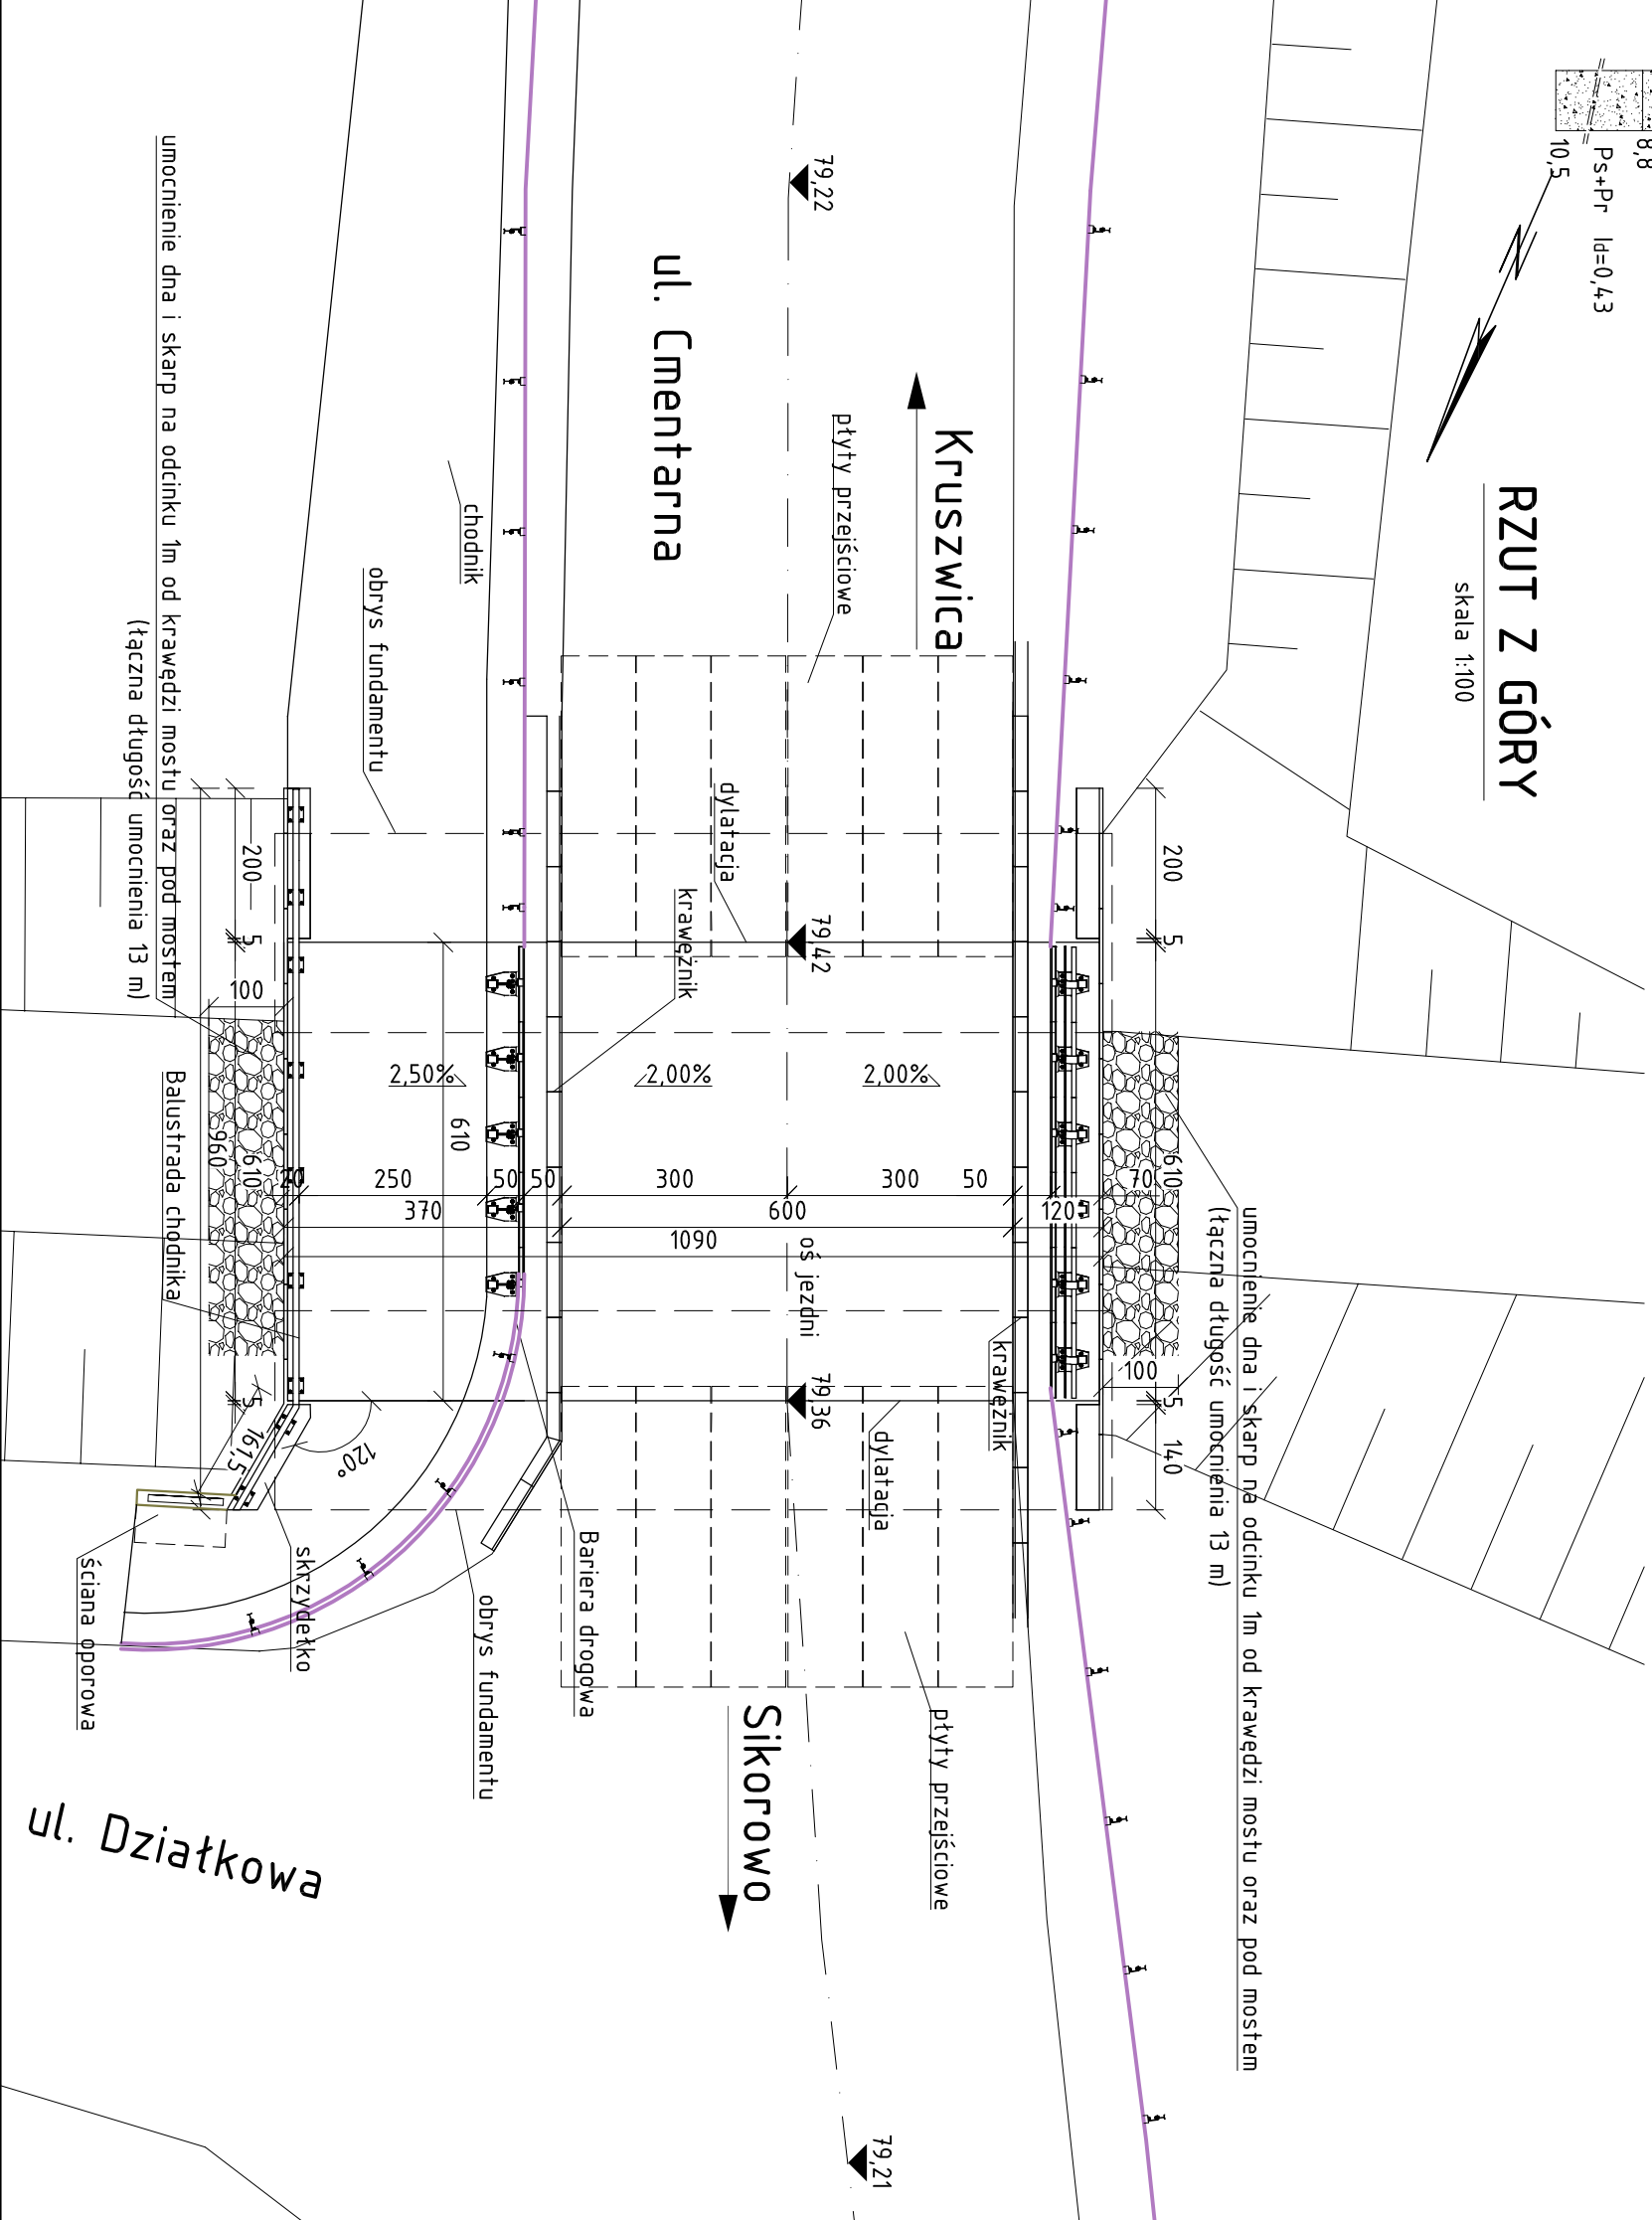 RZUT Z GÓRY
skala 1:100
8,8
10,5
Ps+Pr Id=0,43
79,22
ul. Cmentarna
Kruszwica
płyty przejściowe
chodnik
obrys fundamentu
umocnienie dna i skarp na odcinku 1m od krawędzi mostu oraz pod mostem
(łączna długość umocnienia 13 m)
dylatacja
krawężnik
79,42
200
5
100
200
5
2,50%
2,00%
2,00%
610
960
610
20
250
50
50
300
300
50
70
610
370
600
120
1090
oś jezdni
Balustrada chodnika
krawężnik
79,36
dylatacja
100
5
140
5
161,5
120°
umocnienie dna i skarp na odcinku 1m od krawędzi mostu oraz pod mostem
(łączna długość umocnienia 13 m)
ściana oporowa
skrzydełko
obrys fundamentu
Bariera drogowa
płyty przejściowe
Sikorowo
ul. Działkowa
79,21